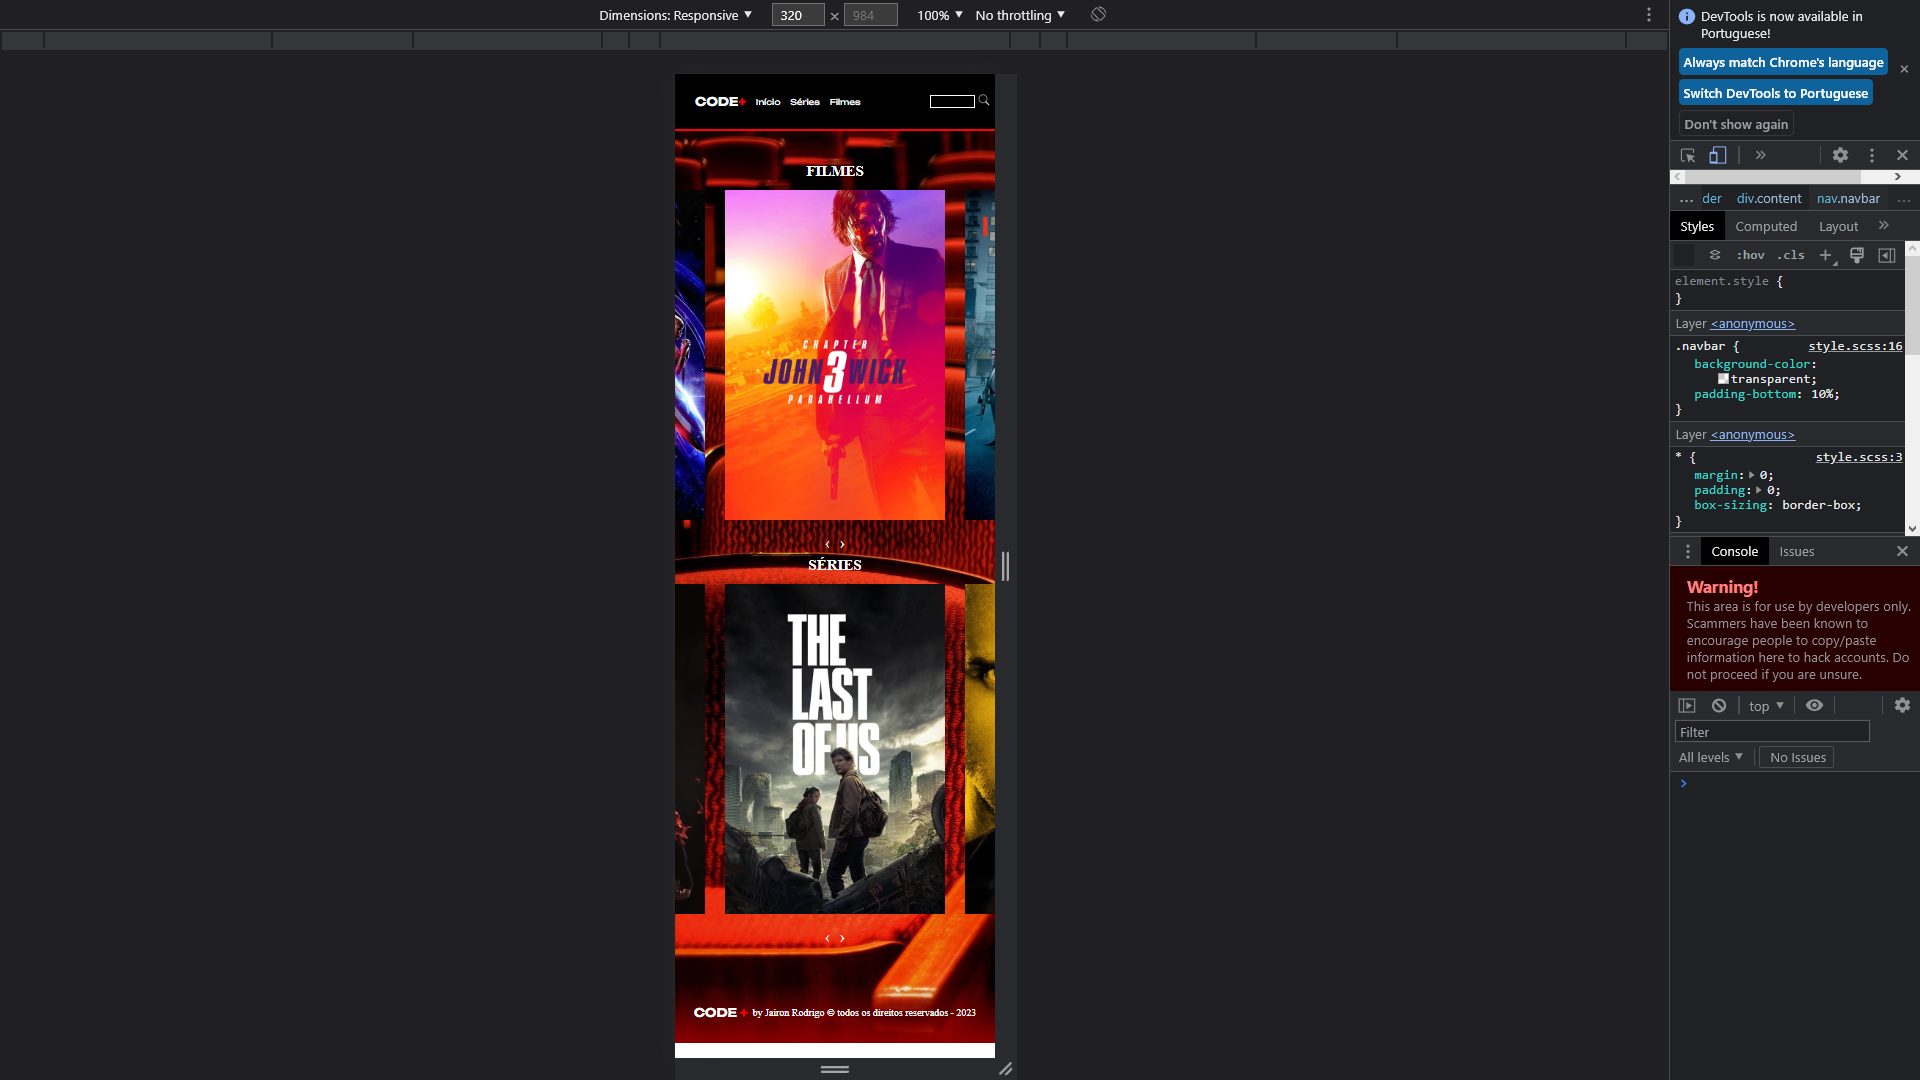 Dimensions: Responsive ▼ 320 × 984 100% ▼ No throttling ▼
CODE+ Início Séries Filmes
FILMES
CHAPTER
JOHN 3 WICK
PARABELLUM
‹ ›
SÉRIES
THE
LAST
OF US
‹ ›
CODE + by Jairon Rodrigo © todos os direitos reservados - 2023
DevTools is now available in
Portuguese!
Always match Chrome's language
Switch DevTools to Portuguese
Don't show again
... der div.content nav.navbar ...
Styles Computed Layout »
:hov .cls +
element.style {
}
Layer <anonymous>
.navbar { style.scss:16
background-color:
transparent;
padding-bottom: 10%;
}
Layer <anonymous>
* { style.scss:3
margin: 0;
padding: 0;
box-sizing: border-box;
}
Console Issues
Warning!
This area is for use by developers only.
Scammers have been known to
encourage people to copy/paste
information here to hack accounts. Do
not proceed if you are unsure.
top ▼
Filter
All levels ▼ No Issues
›